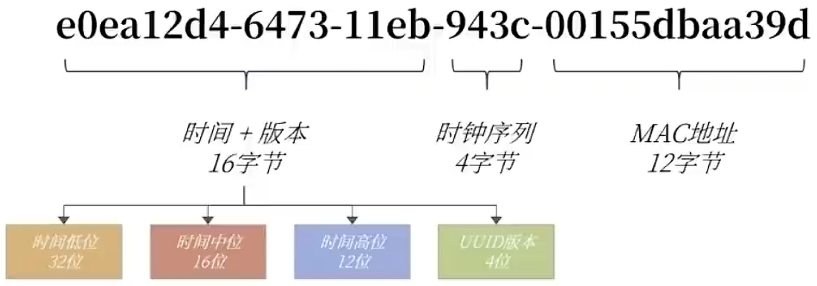 e0ea12d4-6473-11eb-943c-00155dbaa39d
时间 + 版本
16字节
时钟序列
4字节
MAC地址
12字节
时间低位
32位
时间中位
16位
时间高位
12位
UUID版本
4位